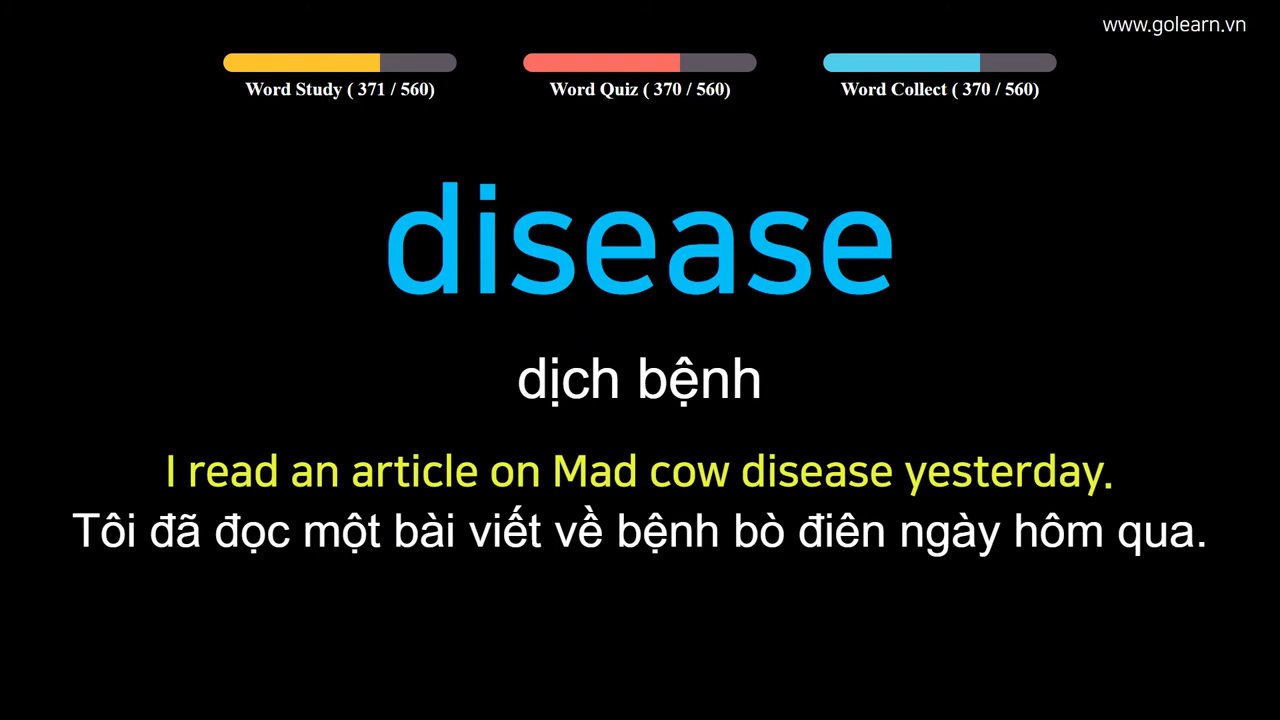 www.golearn.vn
Word Study ( 371 / 560) Word Quiz ( 370 / 560) Word Collect ( 370 / 560)
disease
dịch bệnh
I read an article on Mad cow disease yesterday.
Tôi đã đọc một bài viết về bệnh bò điên ngày hôm qua.